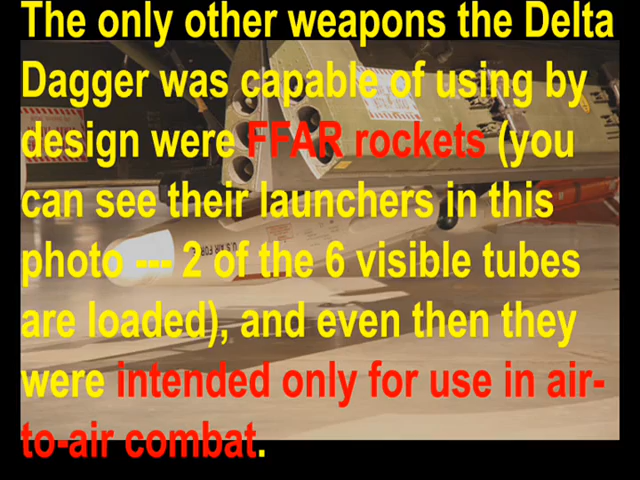 The only other weapons the Delta
Dagger was capable of using by
design were FFAR rockets (you
can see their launchers in this
photo --- 2 of the 6 visible tubes
are loaded), and even then they
were intended only for use in air-
to-air combat.
U.S. AIR FORCE